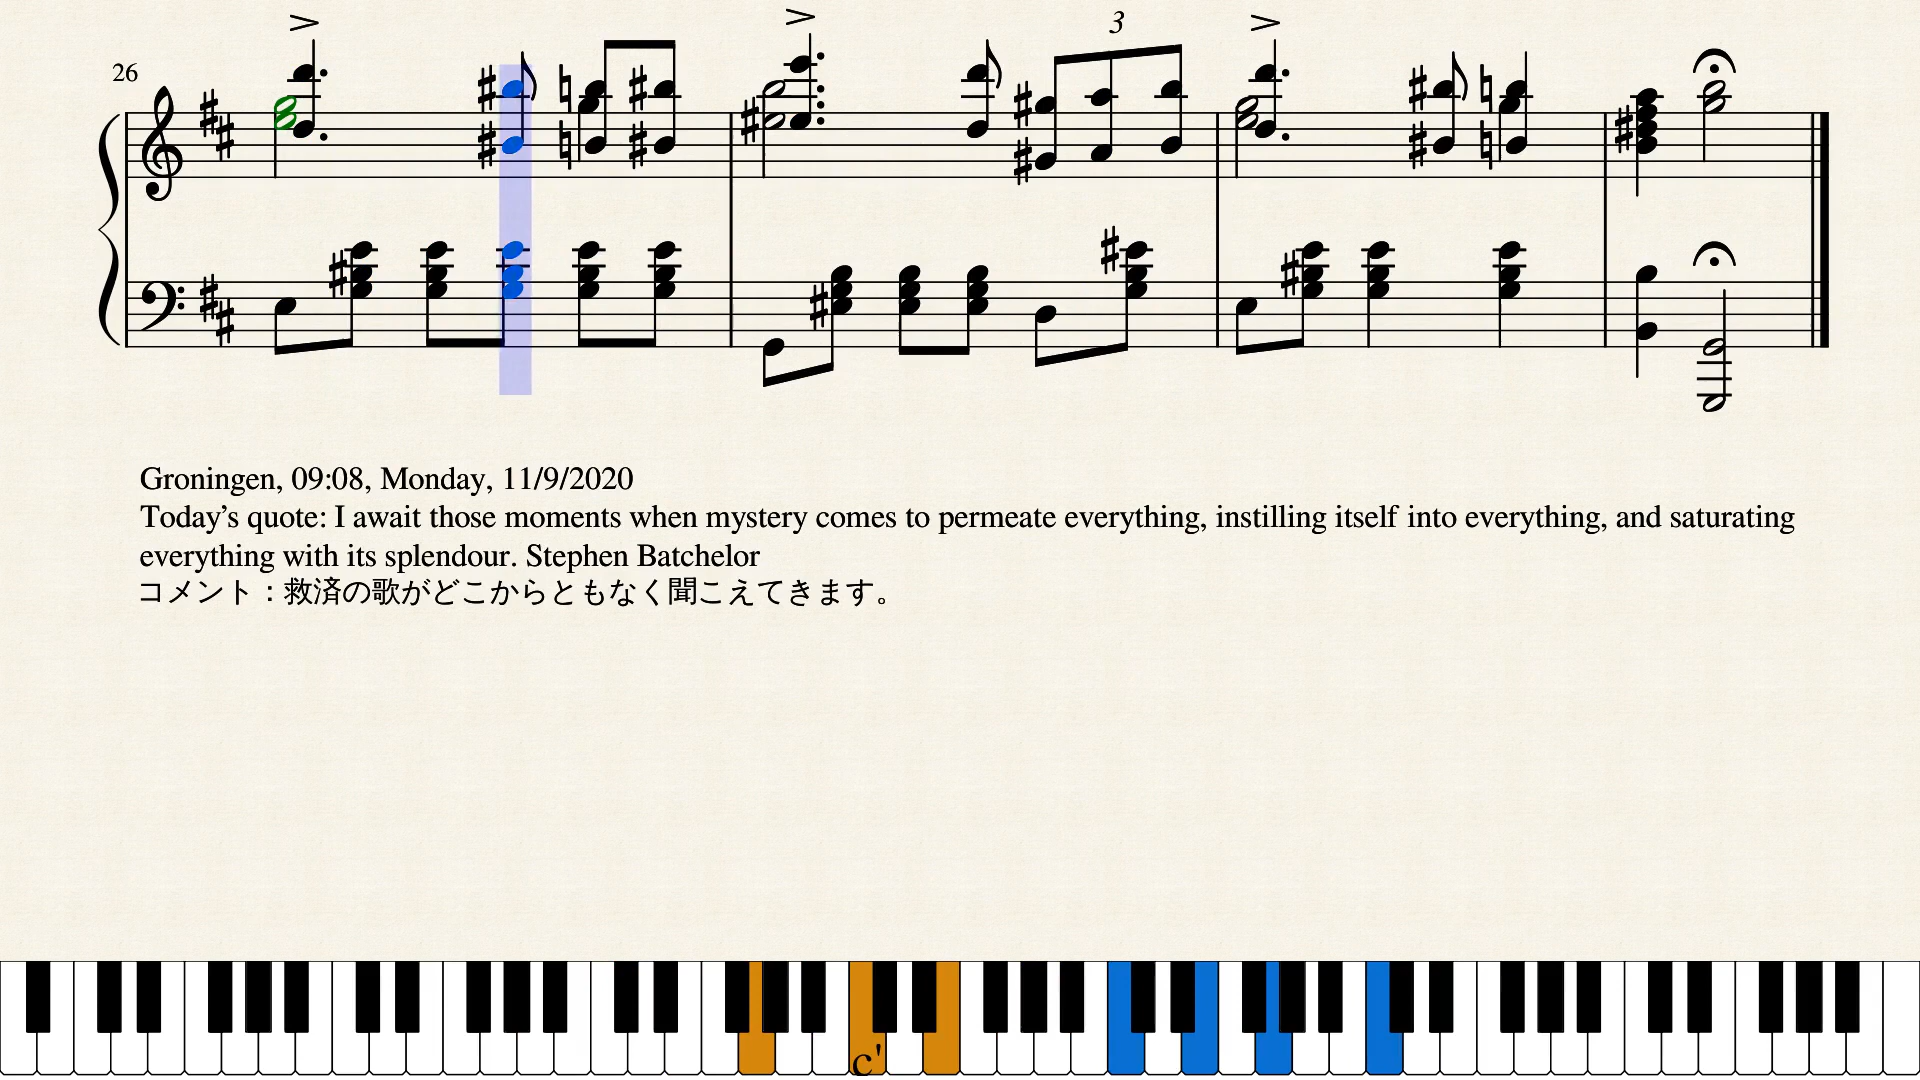 3
26
Groningen, 09:08, Monday, 11/9/2020
Today’s quote: I await those moments when mystery comes to permeate everything, instilling itself into everything, and saturating
everything with its splendour. Stephen Batchelor
コメント：救済の歌がどこからともなく聞こえてきます。
c'